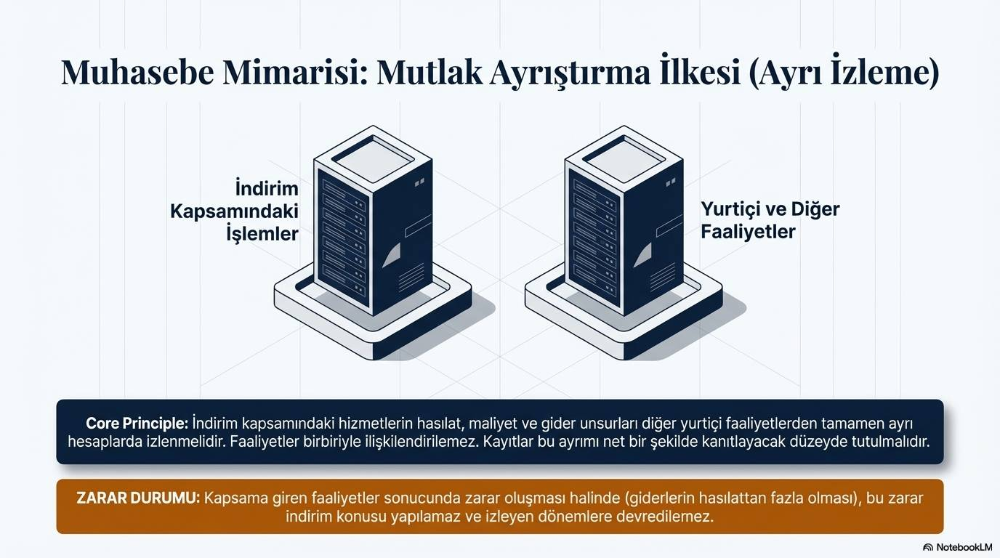 Muhasebe Mimarisi: Mutlak Ayrıştırma İlkesi (Ayrı İzleme)
İndirim
Kapsamındaki
İşlemler
Yurtiçi ve Diğer
Faaliyetler
Core Principle: İndirim kapsamındaki hizmetlerin hasılat, maliyet ve gider unsurları diğer yurtiçi faaliyetlerden tamamen ayrı
hesaplarda izlenmelidir. Faaliyetler birbiriyle ilişkilendirilemez. Kayıtlar bu ayrımı net bir şekilde kanıtlayacak düzeyde tutulmalıdır.
ZARAR DURUMU: Kapsama giren faaliyetler sonucunda zarar oluşması halinde (giderlerin hasılattan fazla olması), bu zarar
indirim konusu yapılamaz ve izleyen dönemlere devredilemez.
NotebookLM